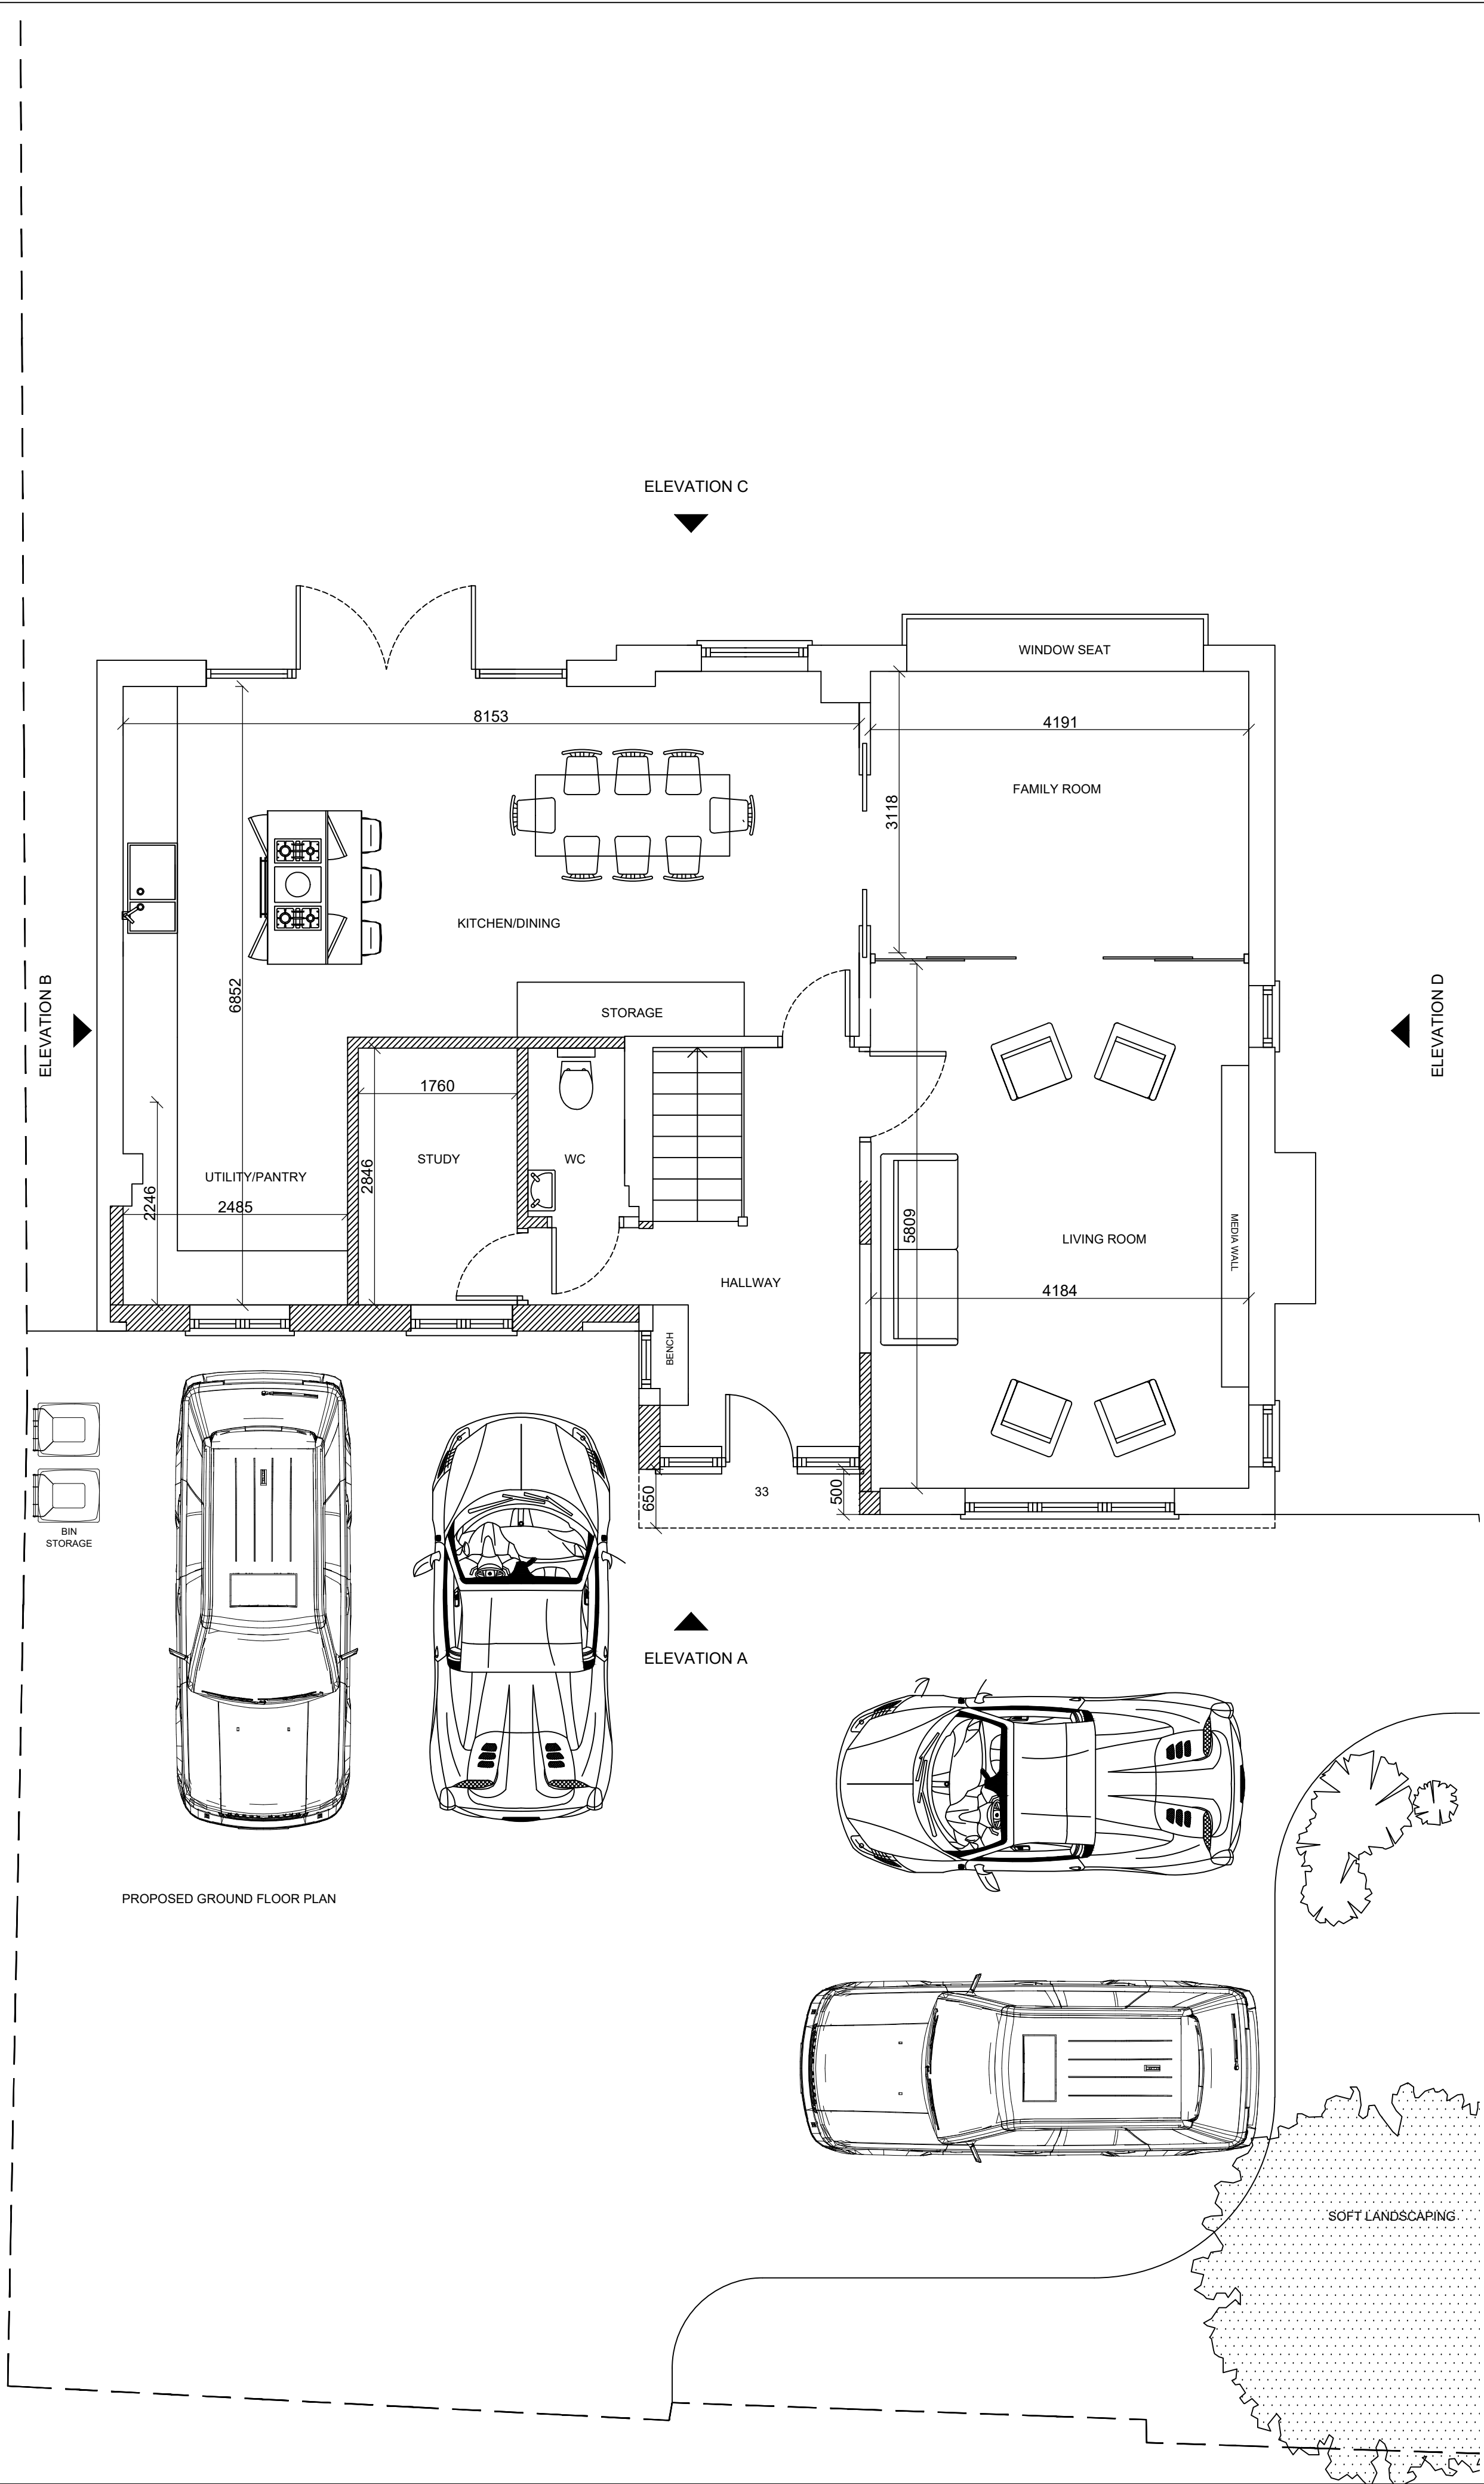 ELEVATION C
WINDOW SEAT
8153
4191
FAMILY ROOM
3118
KITCHEN/DINING
6852
STORAGE
ELEVATION B
ELEVATION D
1760
STUDY
2846
WC
UTILITY/PANTRY
2246
2485
5809
LIVING ROOM
MEDIA WALL
HALLWAY
4184
BENCH
650
33
500
BIN
STORAGE
ELEVATION A
PROPOSED GROUND FLOOR PLAN
SOFT LANDSCAPING